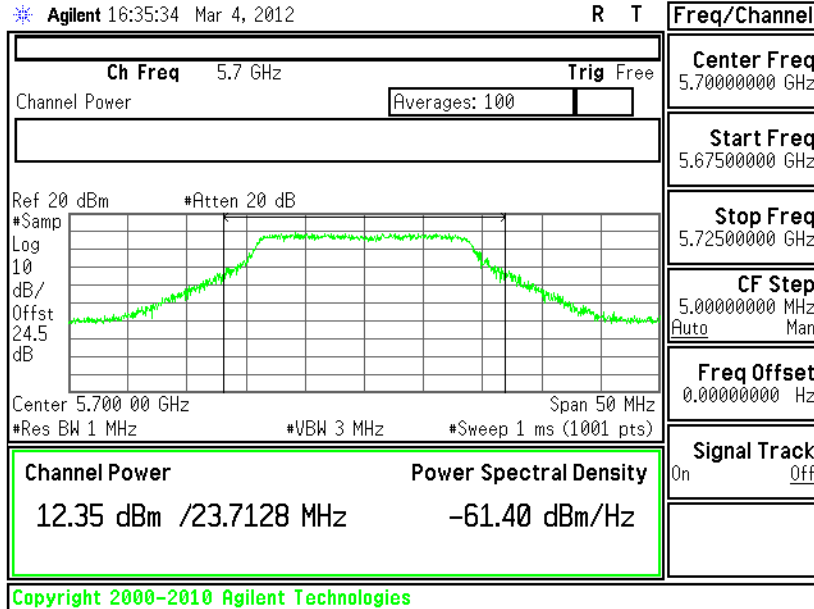 Agilent 16:35:34 Mar 4, 2012 R T
Freq/Channel
Ch Freq 5.7 GHz Trig Free
Channel Power Averages: 100
Center Freq
5.70000000 GHz
Start Freq
5.67500000 GHz
Stop Freq
5.72500000 GHz
CF Step
5.00000000 MHz
Auto Man
Freq Offset
0.00000000 Hz
Signal Track
On Off
Ref 20 dBm #Atten 20 dB
#Samp
Log
10
dB/
Offst
24.5
dB
Center 5.700 00 GHz Span 50 MHz
#Res BW 1 MHz #VBW 3 MHz #Sweep 1 ms (1001 pts)
Channel Power Power Spectral Density
12.35 dBm /23.7128 MHz -61.40 dBm/Hz
Copyright 2000-2010 Agilent Technologies